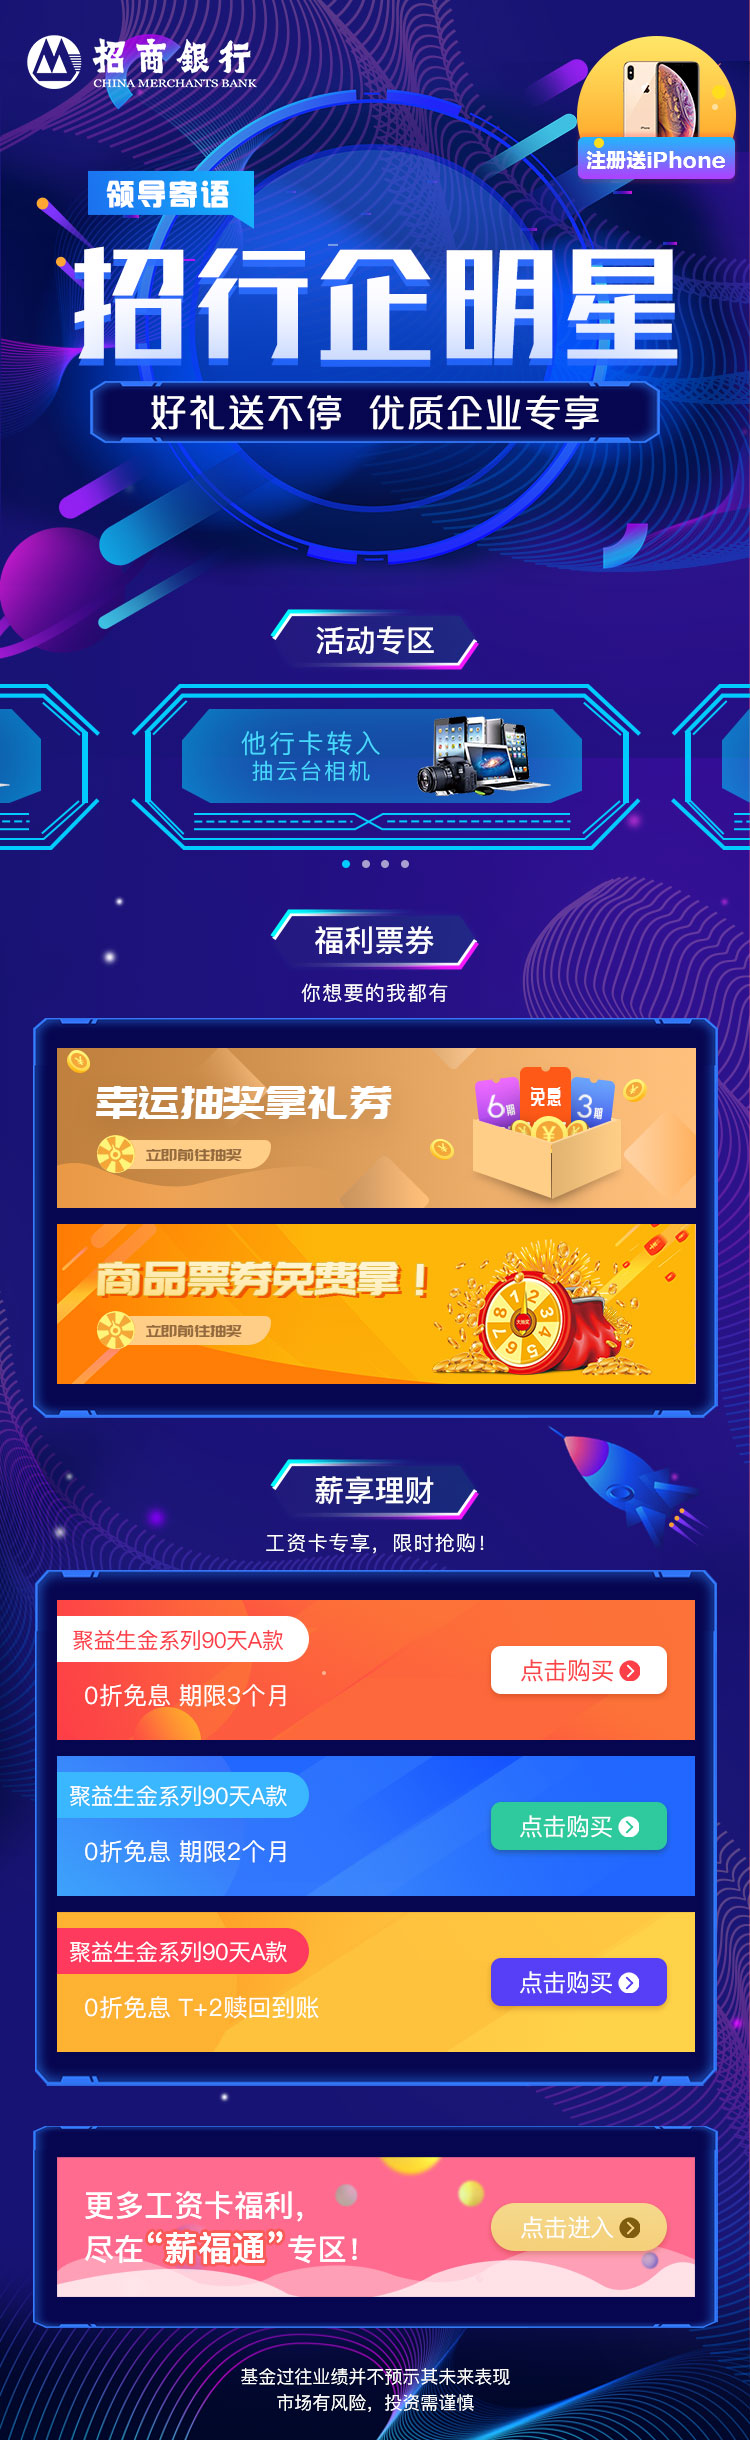 招商銀行
CHINA MERCHANTS BANK
注册送iPhone
领导寄语
招行企明星
好礼送不停 优质企业专享
活动专区
他行卡转入
抽云台相机
福利票券
你想要的我都有
幸运抽奖拿礼券
立即前往抽奖
6期
免息
3期
商品票券免费拿！
立即前往抽奖
薪享理财
工资卡专享，限时抢购！
聚益生金系列90天A款
0折免息 期限3个月
点击购买
聚益生金系列90天A款
0折免息 期限2个月
点击购买
聚益生金系列90天A款
0折免息 T+2赎回到账
点击购买
更多工资卡福利，
尽在“薪福通”专区！
点击进入
基金过往业绩并不预示其未来表现
市场有风险，投资需谨慎